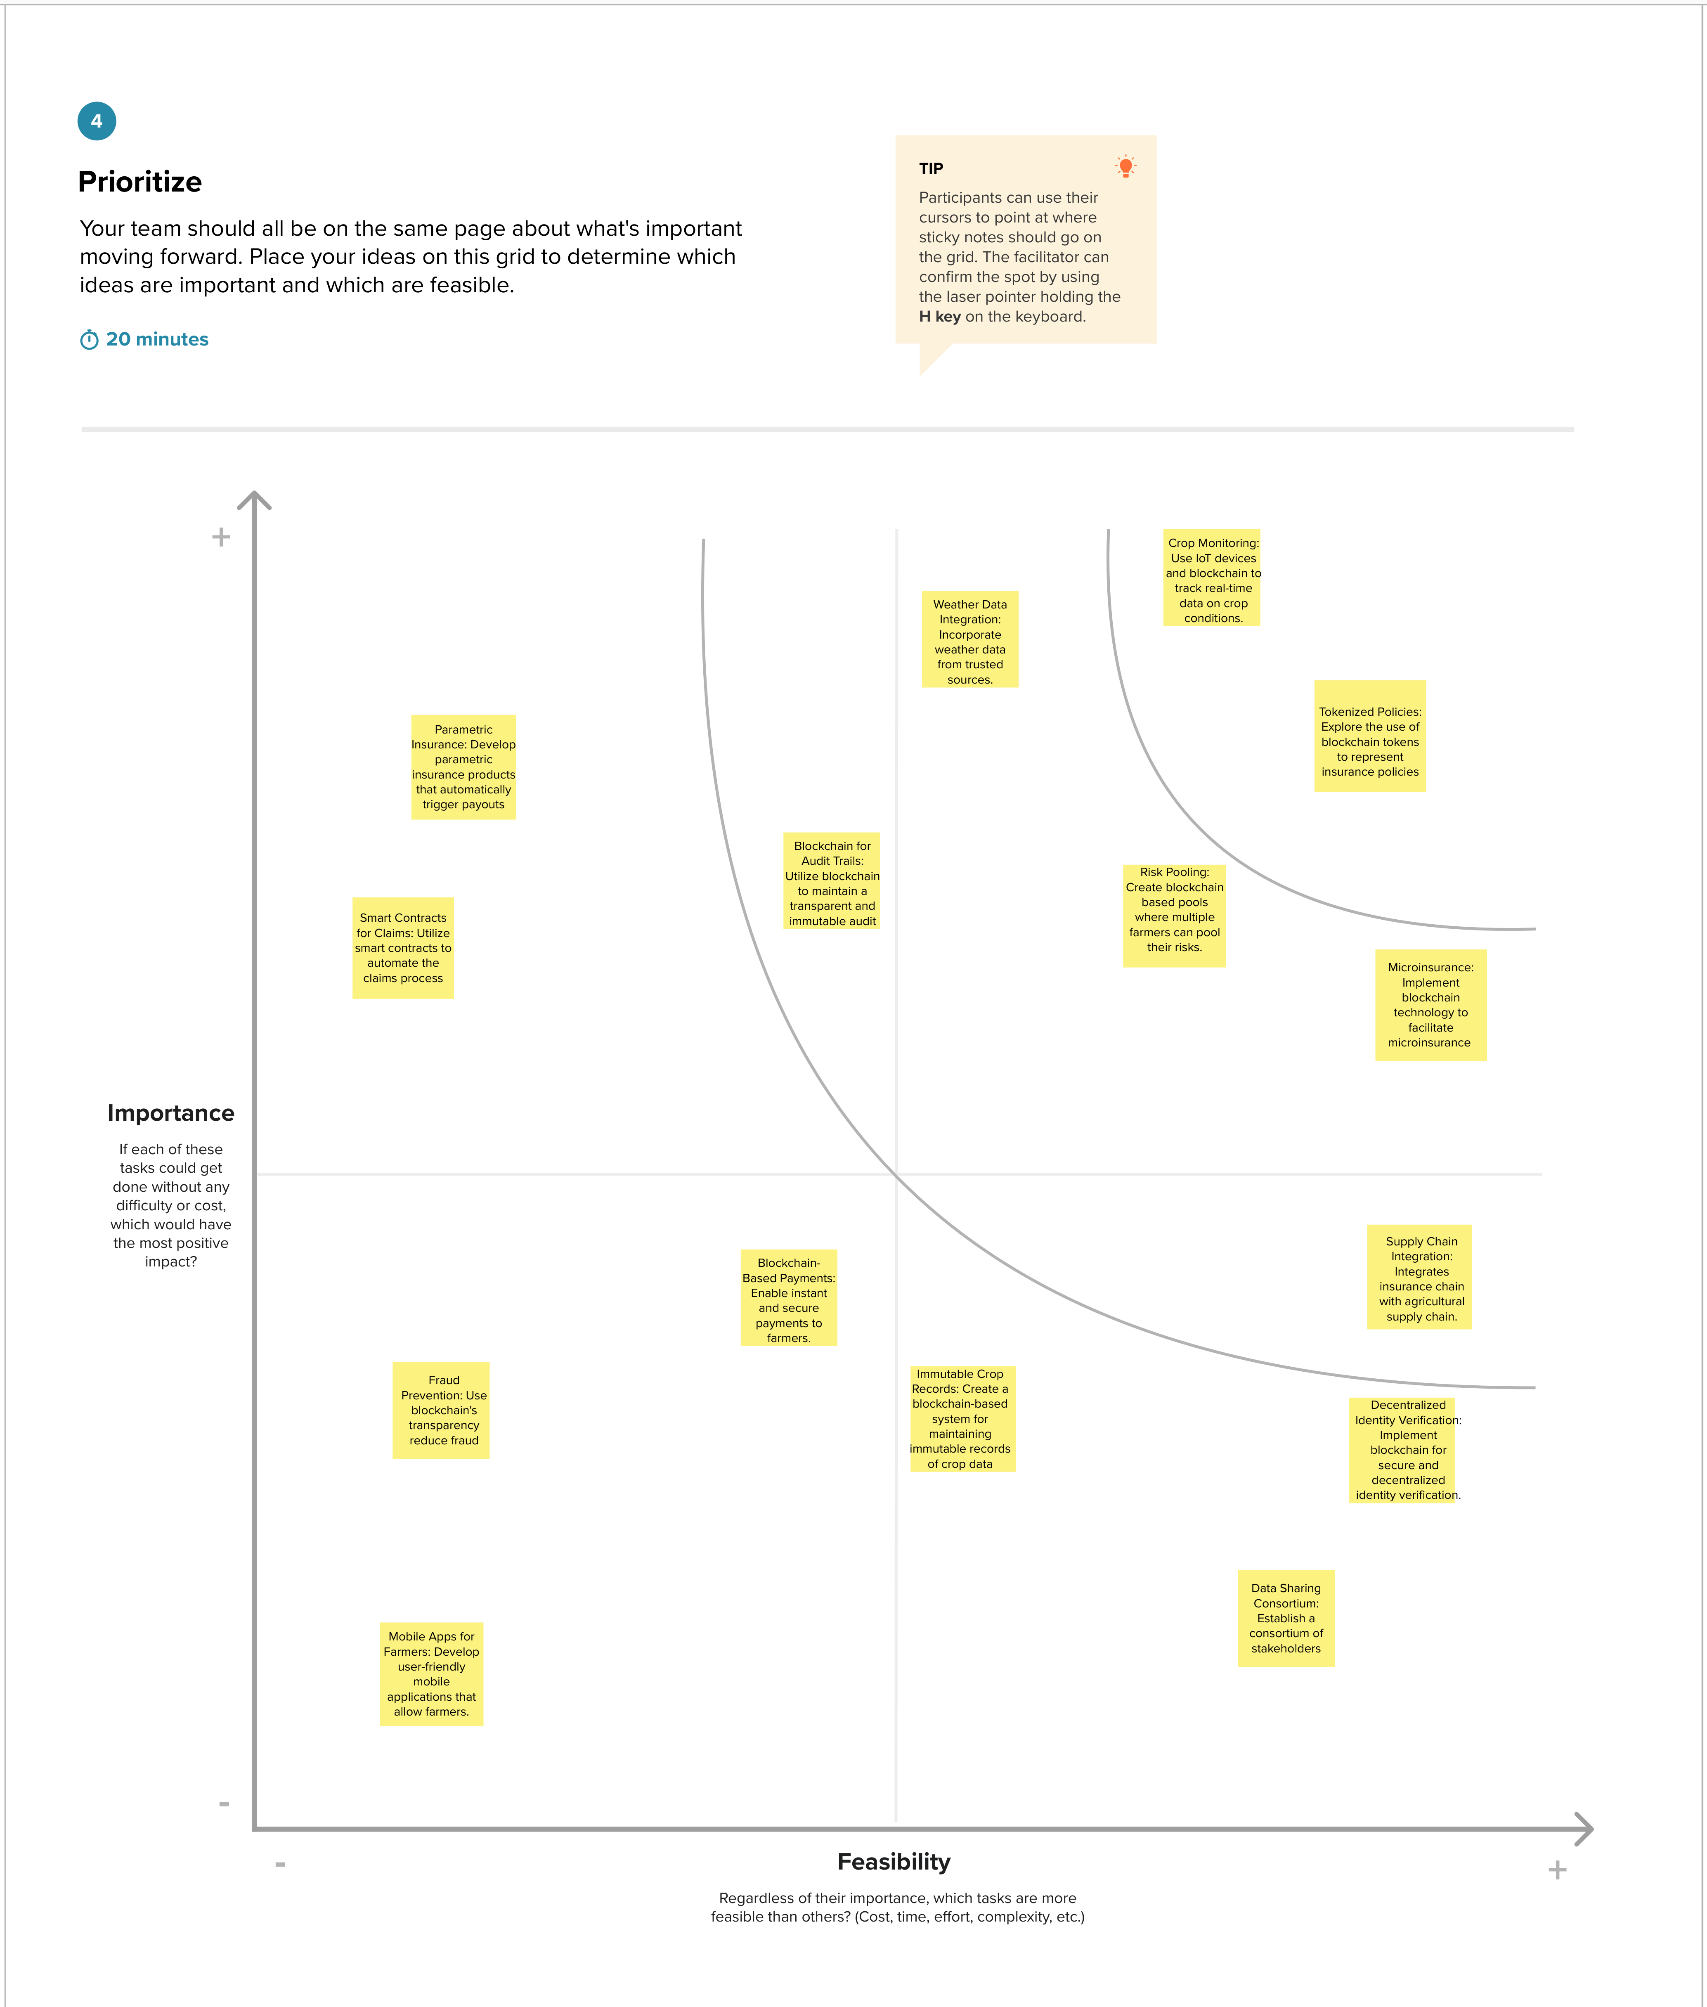 4
Prioritize
Your team should all be on the same page about what's important
moving forward. Place your ideas on this grid to determine which
ideas are important and which are feasible.
20 minutes
TIP
Participants can use their
cursors to point at where
sticky notes should go on
the grid. The facilitator can
confirm the spot by using
the laser pointer holding the
H key on the keyboard.
+
Crop Monitoring:
Use IoT devices
and blockchain to
track real-time
data on crop
conditions.
Weather Data
Integration:
Incorporate
weather data
from trusted
sources.
Tokenized Policies:
Explore the use of
blockchain tokens
to represent
insurance policies
Parametric
Insurance: Develop
parametric
insurance products
that automatically
trigger payouts
Blockchain for
Audit Trails:
Utilize blockchain
to maintain a
transparent and
immutable audit
Risk Pooling:
Create blockchain
based pools
where multiple
farmers can pool
their risks.
Smart Contracts
for Claims: Utilize
smart contracts to
automate the
claims process
Microinsurance:
Implement
blockchain
technology to
facilitate
microinsurance
Importance
If each of these
tasks could get
done without any
difficulty or cost,
which would have
the most positive
impact?
Supply Chain
Integration:
Integrates
insurance chain
with agricultural
supply chain.
Blockchain-
Based Payments:
Enable instant
and secure
payments to
farmers.
Fraud
Prevention: Use
blockchain's
transparency
reduce fraud
Immutable Crop
Records: Create a
blockchain-based
system for
maintaining
immutable records
of crop data
Decentralized
Identity Verification:
Implement
blockchain for
secure and
decentralized
identity verification.
Data Sharing
Consortium:
Establish a
consortium of
stakeholders
Mobile Apps for
Farmers: Develop
user-friendly
mobile
applications that
allow farmers.
-
-
Feasibility
+
Regardless of their importance, which tasks are more
feasible than others? (Cost, time, effort, complexity, etc.)